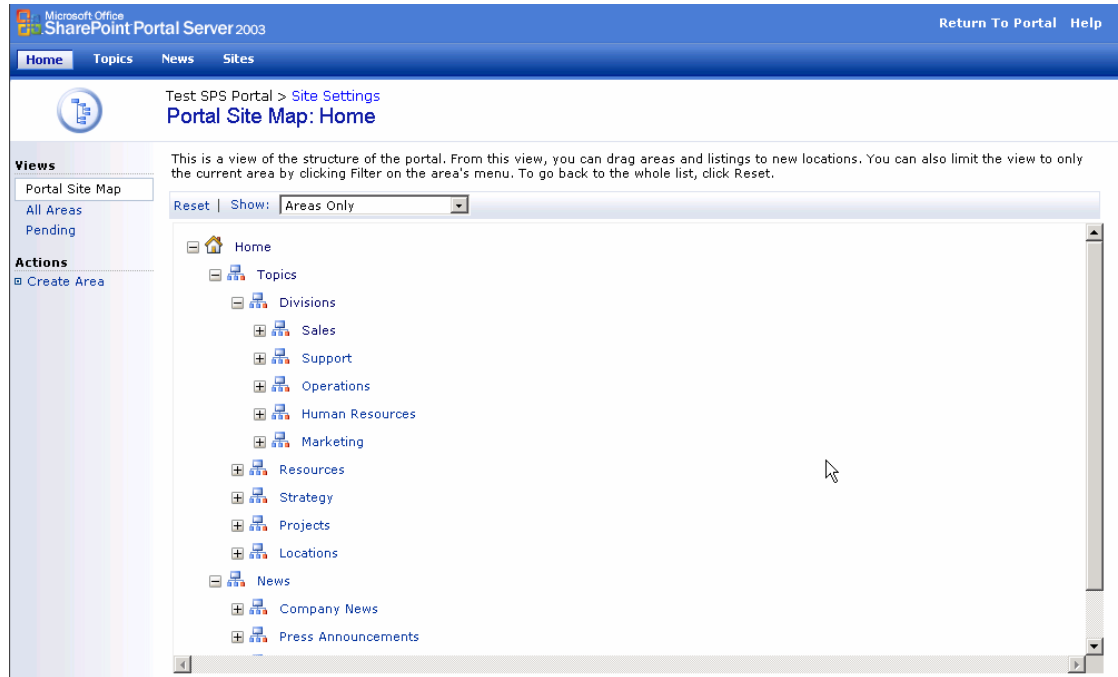 Microsoft Office
SharePoint Portal Server 2003
Return To Portal Help
Home Topics News Sites
Test SPS Portal > Site Settings
Portal Site Map: Home
Views
Portal Site Map
All Areas
Pending
Actions
Create Area
This is a view of the structure of the portal. From this view, you can drag areas and listings to new locations. You can also limit the view to only
the current area by clicking Filter on the area's menu. To go back to the whole list, click Reset.
Reset | Show: Areas Only
Home
Topics
Divisions
Sales
Support
Operations
Human Resources
Marketing
Resources
Strategy
Projects
Locations
News
Company News
Press Announcements